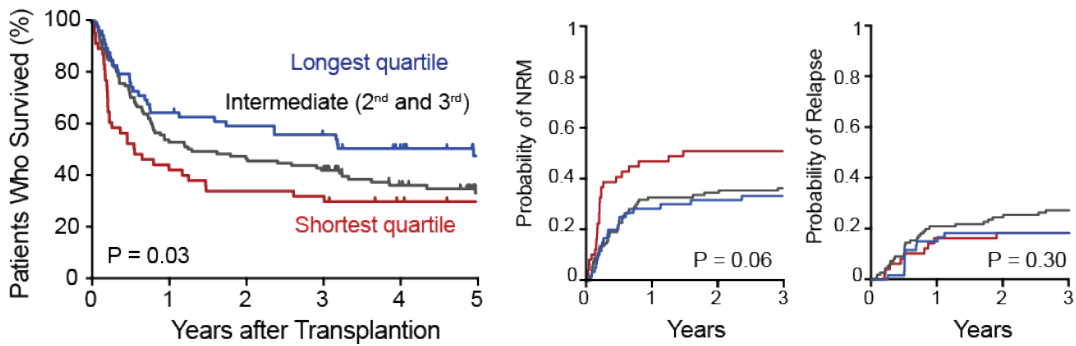 Patients Who Survived (%)
100
80
60
40
20
0
Longest quartile
Intermediate (2nd and 3rd)
Shortest quartile
P = 0.03
0 1 2 3 4 5
Years after Transplantion
Probability of NRM
1
0.8
0.6
0.4
0.2
0
P = 0.06
0 1 2 3
Years
Probability of Relapse
1
0.8
0.6
0.4
0.2
0
P = 0.30
0 1 2 3
Years